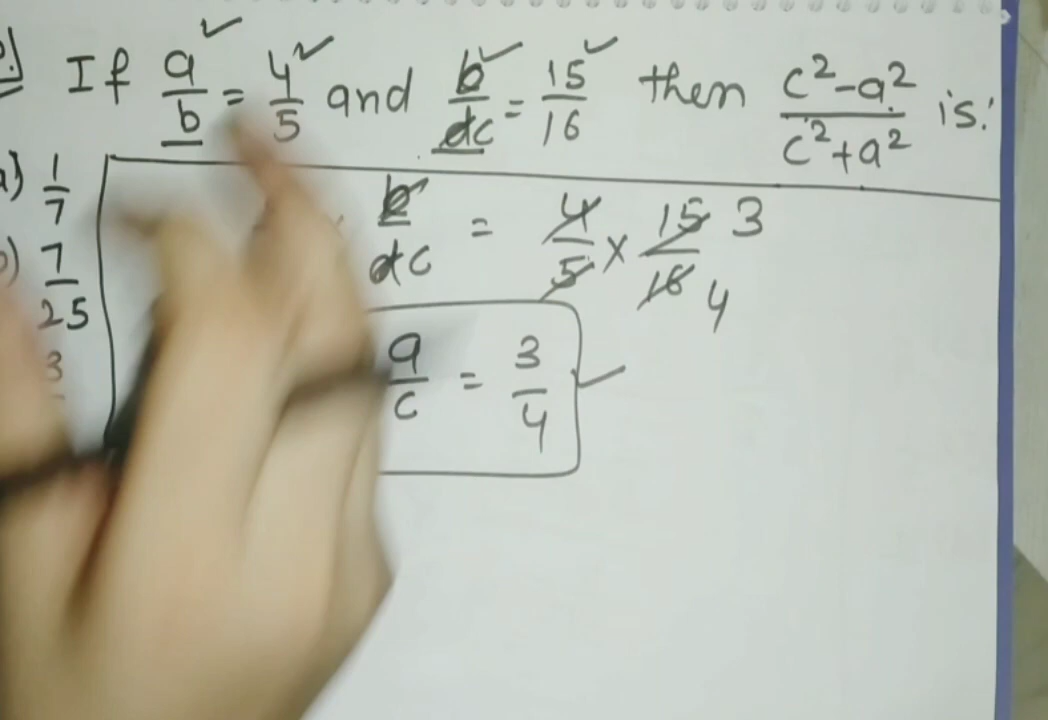 If a/b = 4/5 and b/c = 15/16 then c²-a²/c²+a² is:
a) 1/7
b/c = 4/5 × 15/16 3 4
b) 7/25
a/c = 3/4
3